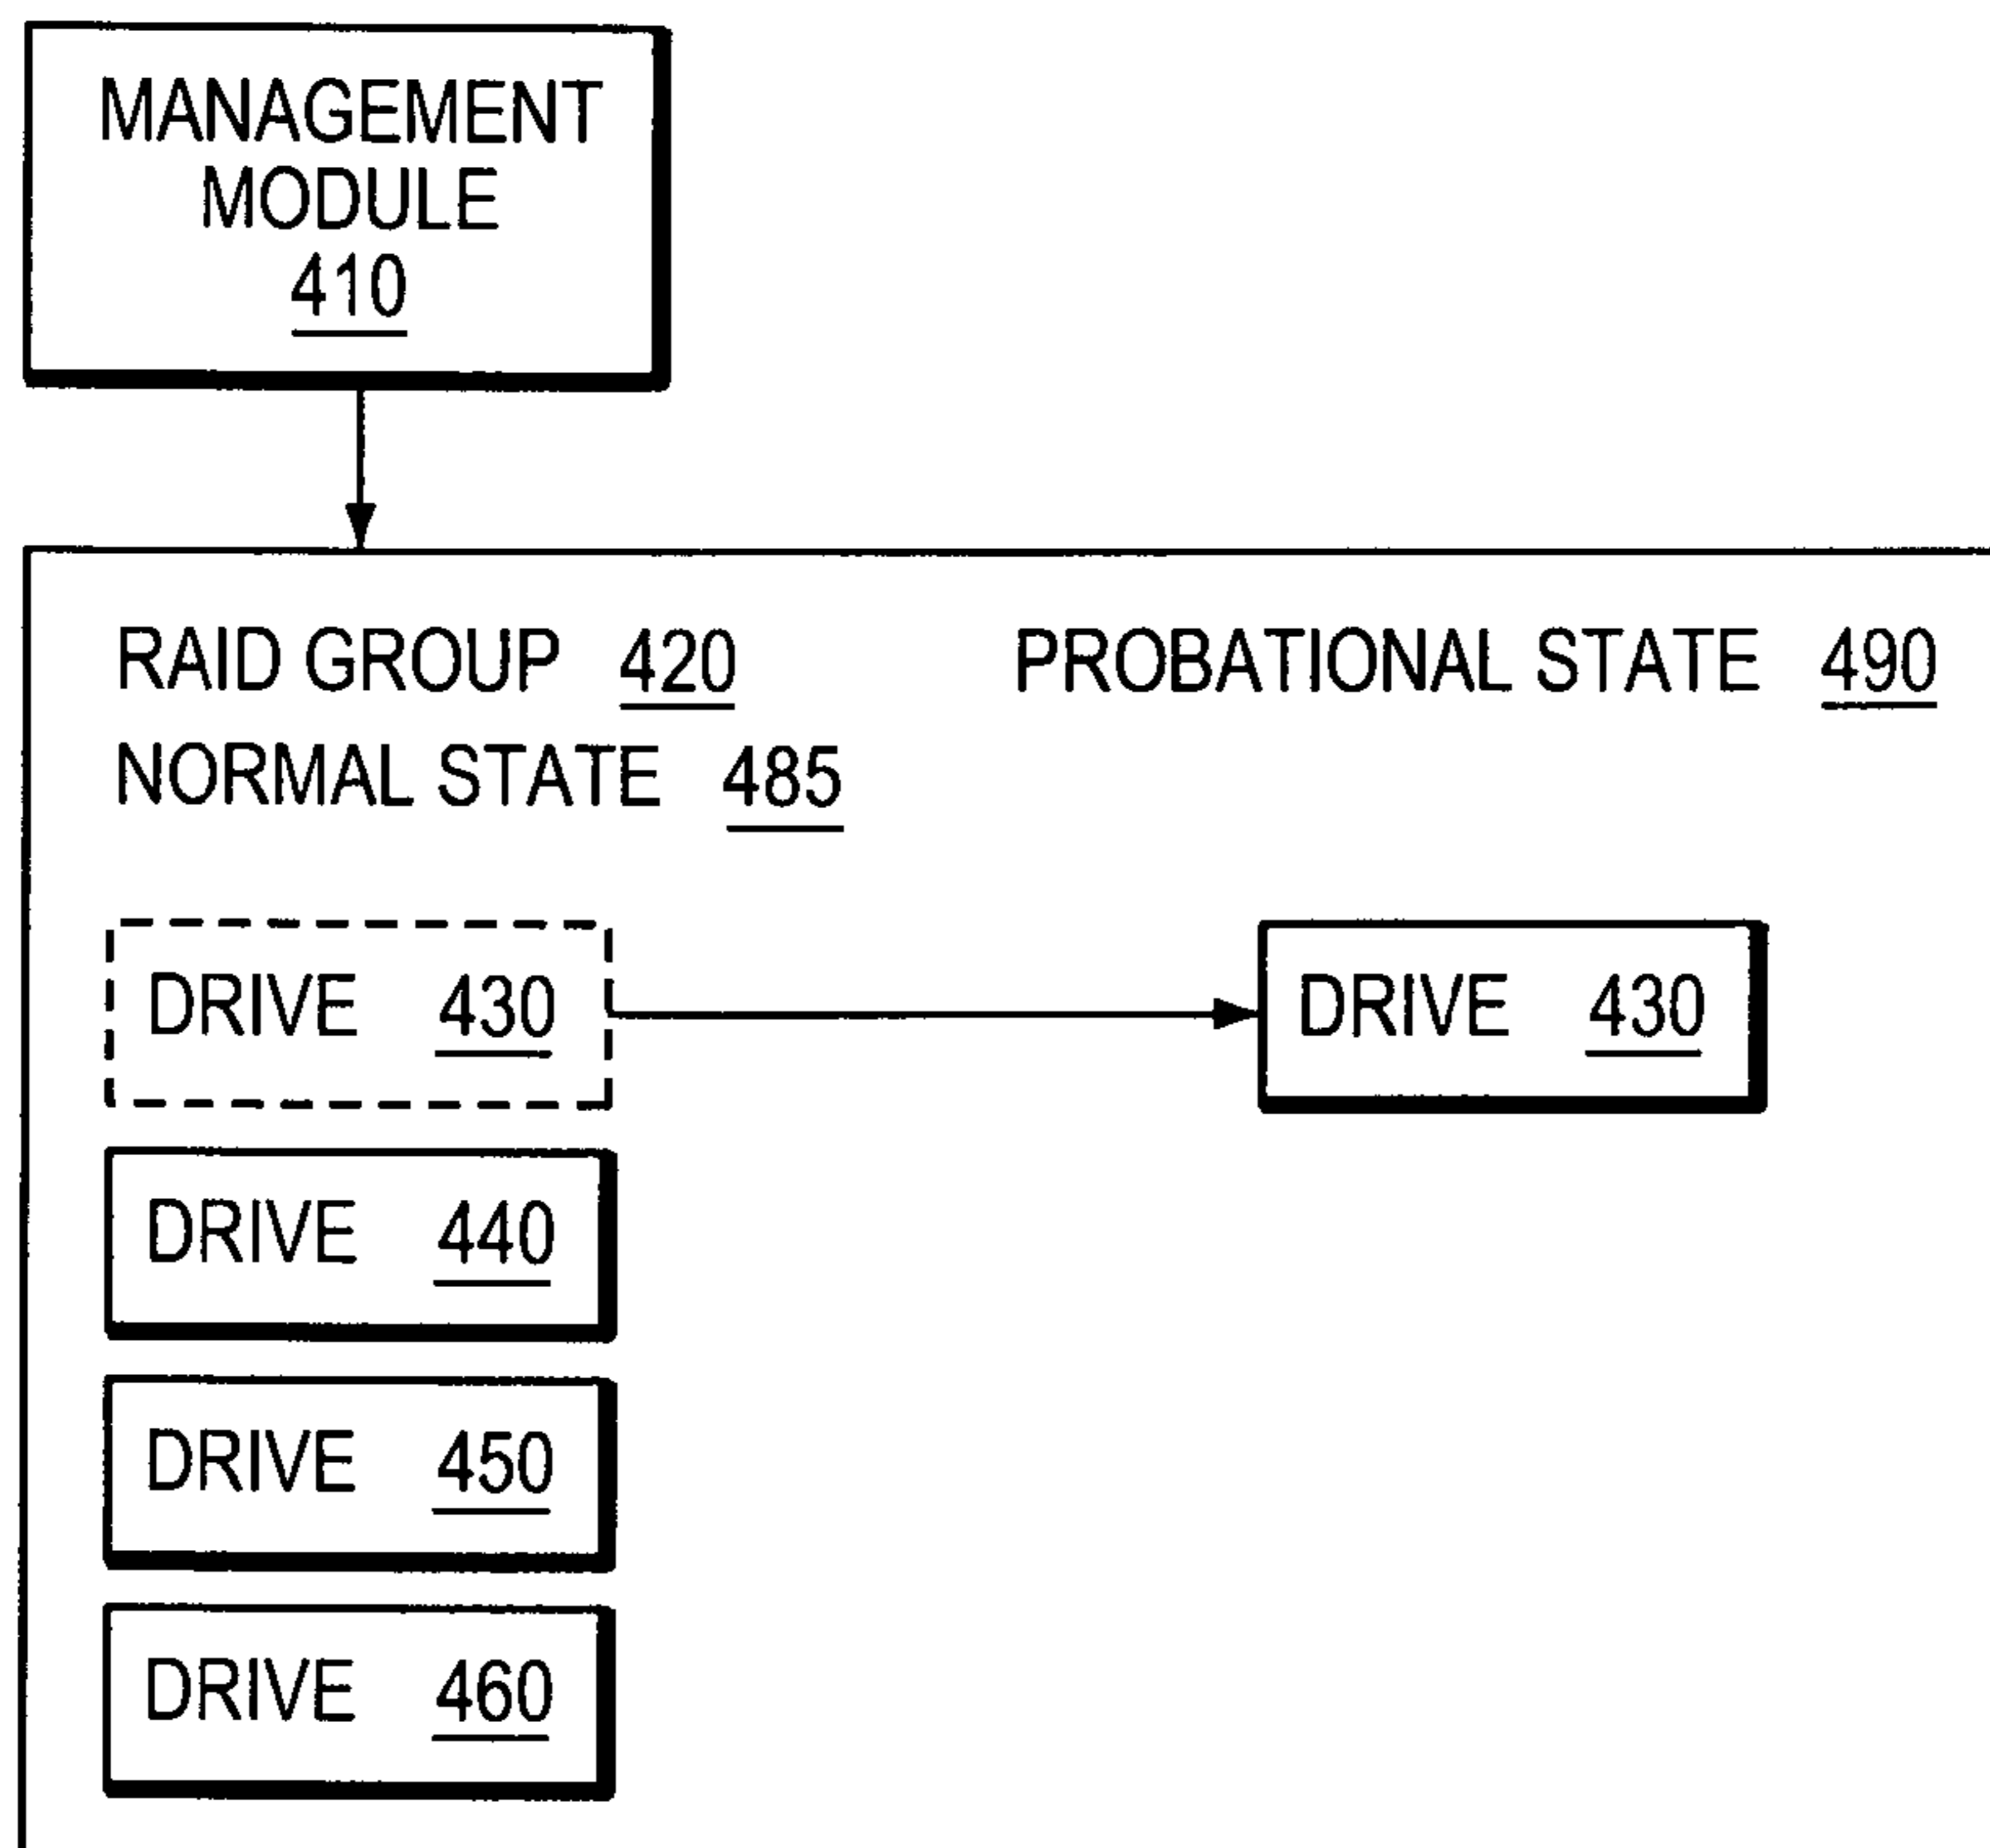 MANAGEMENT
MODULE
410
RAID GROUP 420
PROBATIONAL STATE 490
NORMAL STATE 485
DRIVE 430
DRIVE 430
DRIVE 440
DRIVE 450
DRIVE 460